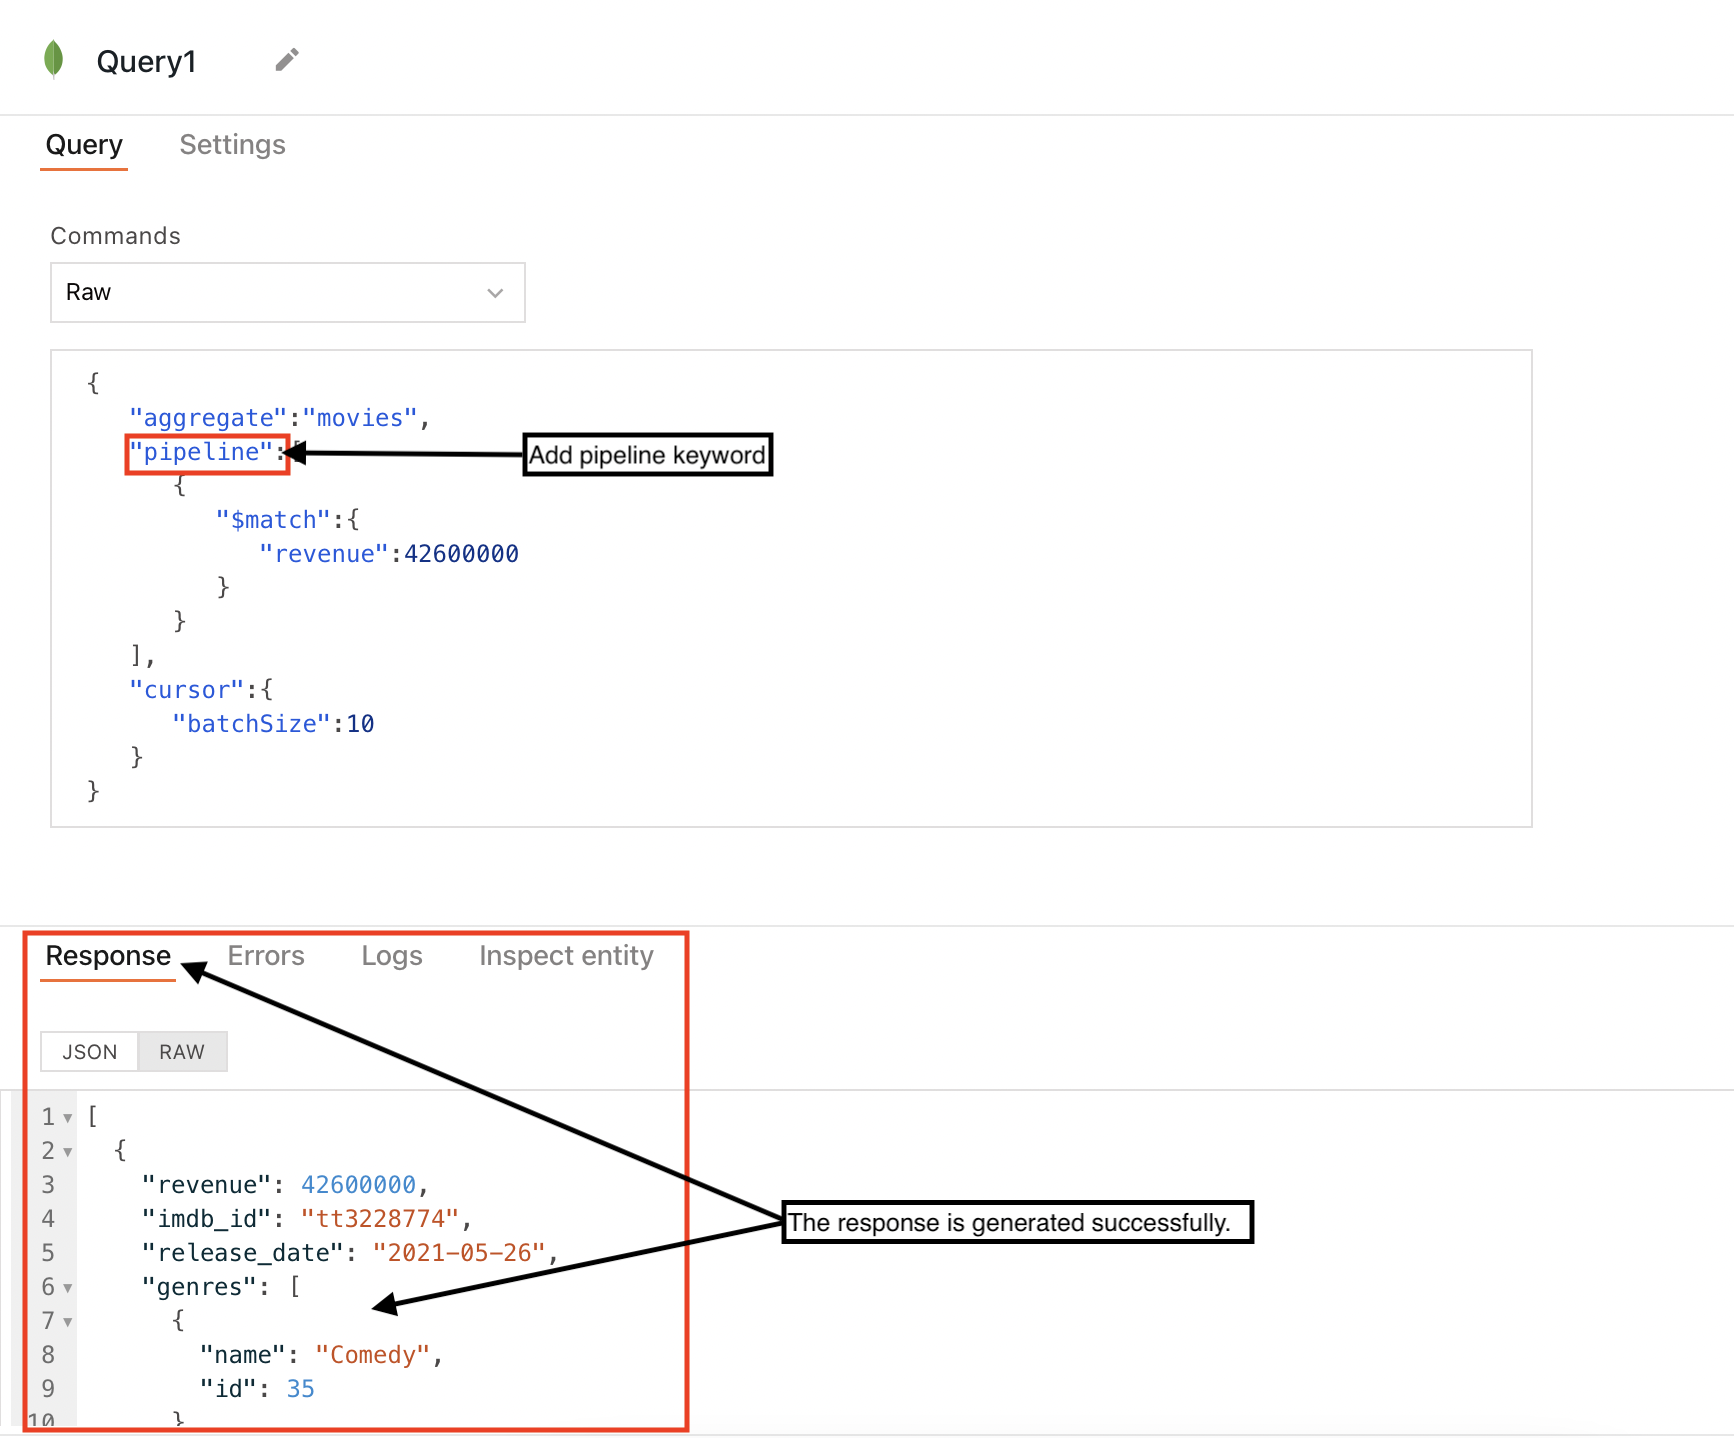 Query1
Query Settings
Commands
Raw
{
"aggregate":"movies",
"pipeline":[ Add pipeline keyword
{
"$match":{
"revenue":42600000
}
}
],
"cursor":{
"batchSize":10
}
}
Response Errors Logs Inspect entity
JSON RAW
1 [
2 {
3 "revenue": 42600000,
4 "imdb_id": "tt3228774",
The response is generated successfully.
5 "release_date": "2021-05-26",
6 "genres": [
7 {
8 "name": "Comedy",
9 "id": 35
10 }